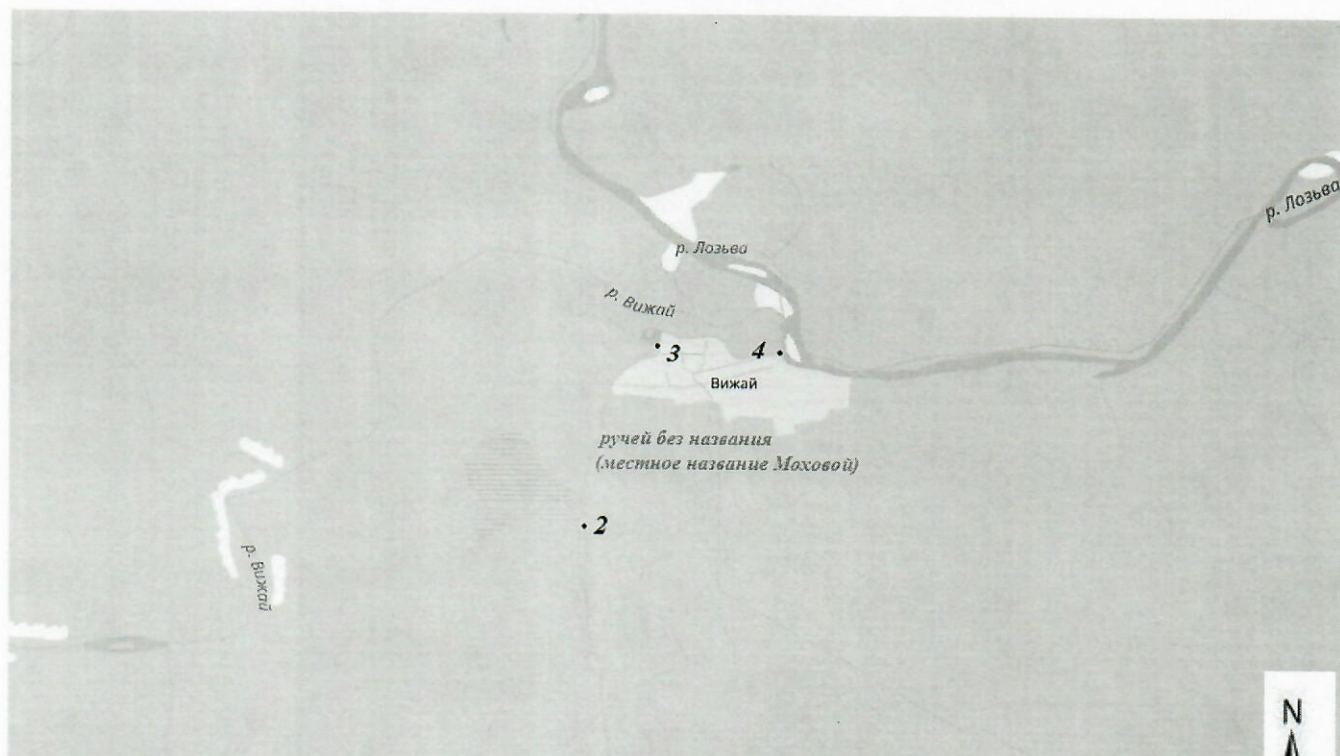 р. Лозьва
р. Лозьва
р. Вижай
3
4
Вижай
ручей без названия
(местное название Моховой)
2
р. Вижай
N